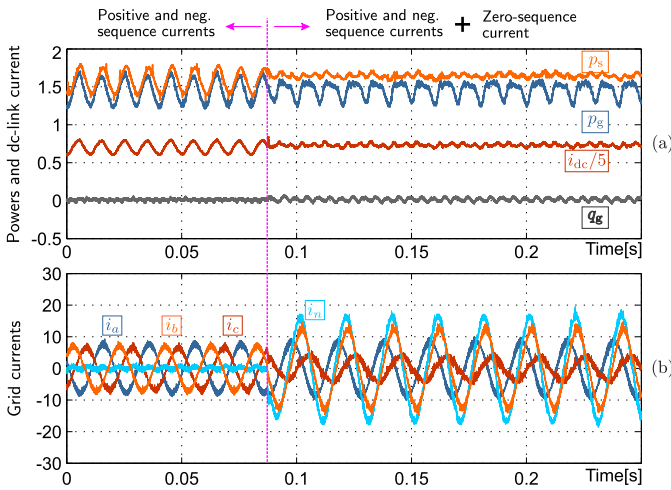 Positive and neg.
sequence currents
Positive and neg.
sequence currents
+
Zero-sequence
current
Powers and dc-link current
2
1.5
1
0.5
0
-0.5
p_s
p_g
i_dc/5
q_g
(a)
0
0.05
0.1
0.15
0.2
Time[s]
Grid currents
30
20
10
0
-10
-20
-30
i_a
i_b
i_c
i_n
(b)
0
0.05
0.1
0.15
0.2
Time[s]